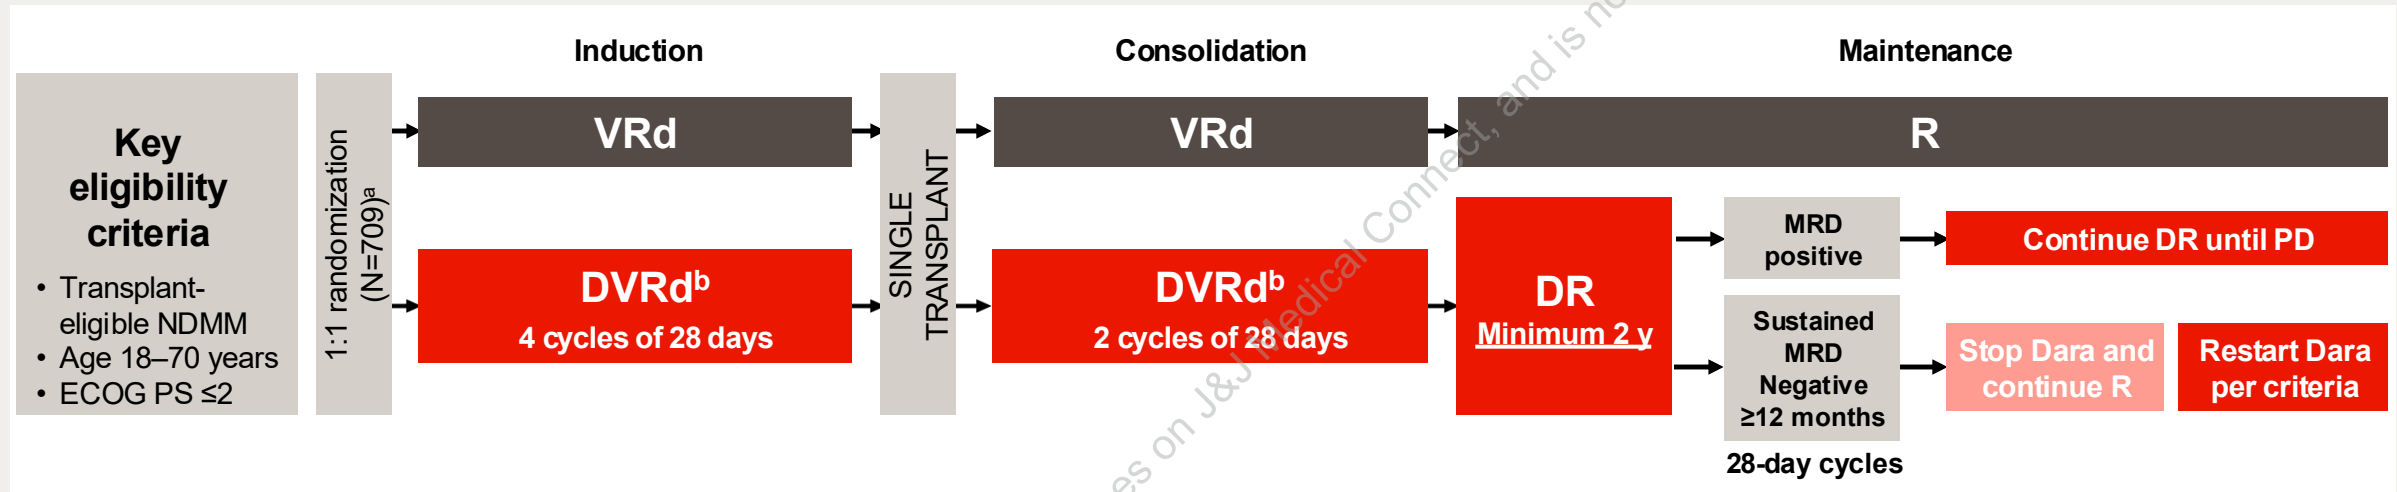 Induction
Consolidation
Maintenance
Key
eligibility
criteria
• Transplant-
eligible NDMM
• Age 18–70 years
• ECOG PS ≤2
1:1 randomization
(N=709)ᵃ
VRd
DVRdᵇ
4 cycles of 28 days
SINGLE
TRANSPLANT
VRd
DVRdᵇ
2 cycles of 28 days
R
DR
Minimum 2 y
MRD
positive
Continue DR until PD
Sustained
MRD
Negative
≥12 months
Stop Dara and
continue R
Restart Dara
per criteria
28-day cycles
on J&J Medical Connect, and is